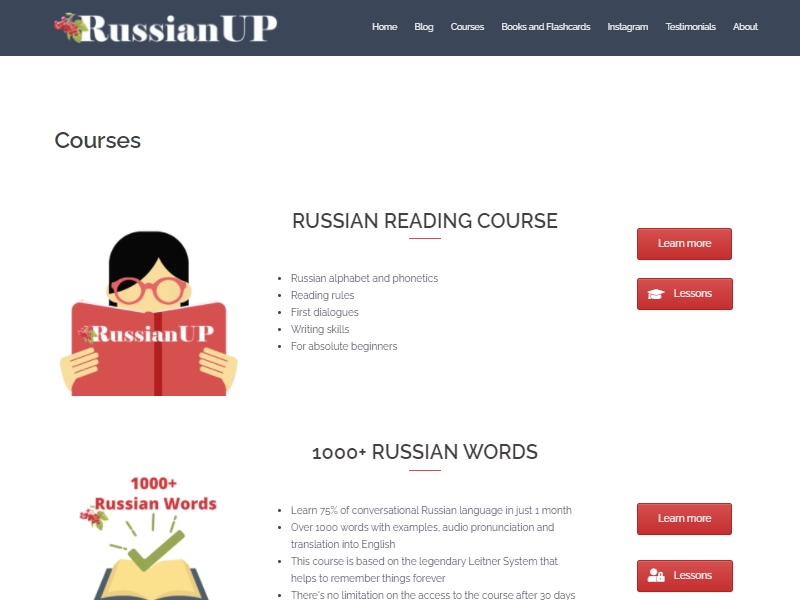 RussianUP
Home Blog Courses Books and Flashcards Instagram Testimonials About
Courses
RUSSIAN READING COURSE
Russian alphabet and phonetics
Reading rules
First dialogues
Writing skills
For absolute beginners
RussianUP
Learn more
Lessons
1000+ RUSSIAN WORDS
1000+
Russian Words
Learn 75% of conversational Russian language in just 1 month
Over 1000 words with examples, audio pronunciation and
translation into English
This course is based on the legendary Leitner System that
helps to remember things forever
There's no limitation on the access to the course after 30 days
Learn more
Lessons